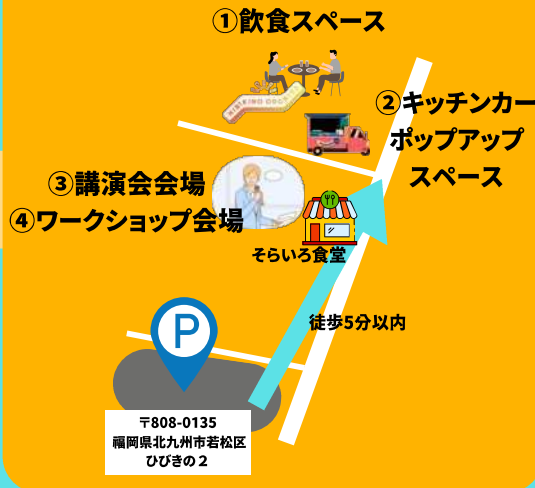 ①飲食スペース
HIBIKINO DOGS
②キッチンカー
ポップアップ
スペース
③講演会会場
④ワークショップ会場
そらいろ食堂
徒歩5分以内
P
〒808-0135
福岡県北九州市若松区
ひびきの２